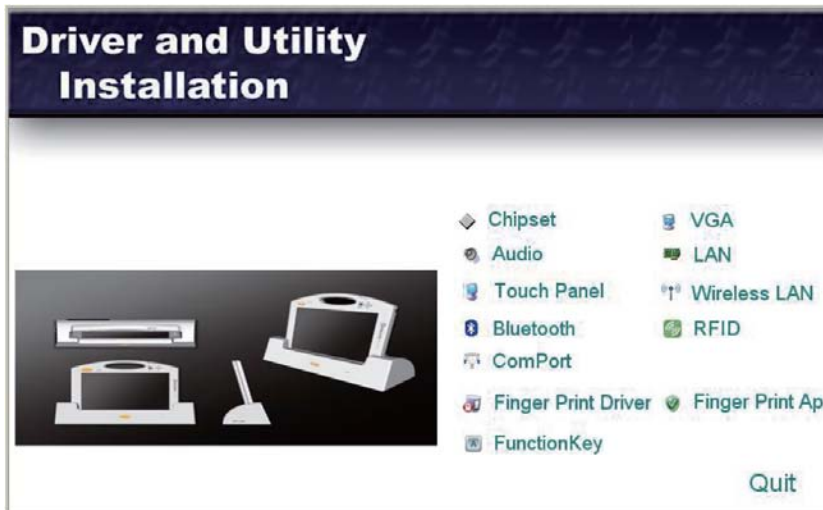 Driver and Utility
Installation
Chipset
VGA
Audio
LAN
Touch Panel
Wireless LAN
Bluetooth
RFID
ComPort
Finger Print Driver
Finger Print Ap
FunctionKey
Quit